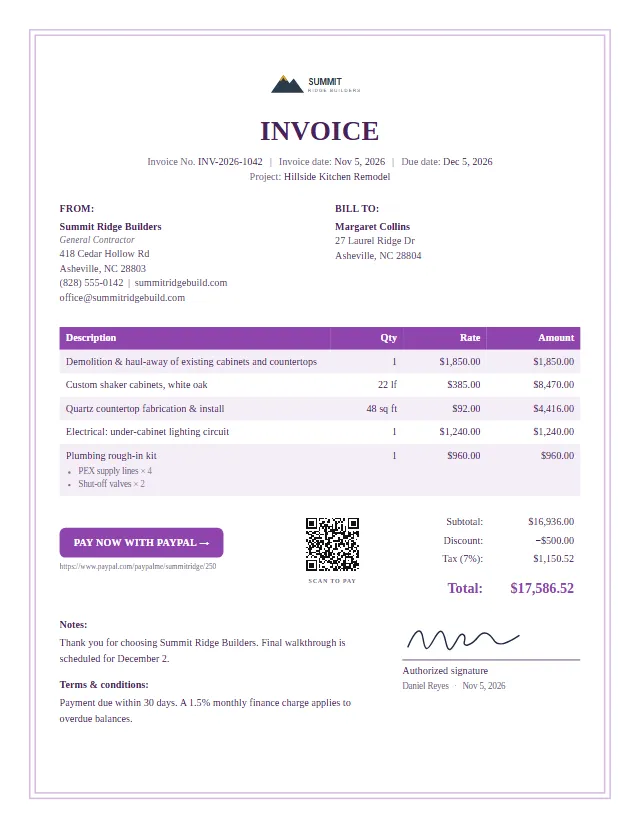 SUMMIT
RIDGE BUILDERS
INVOICE
Invoice No. INV-2026-1042 | Invoice date: Nov 5, 2026 | Due date: Dec 5, 2026
Project: Hillside Kitchen Remodel
FROM:
Summit Ridge Builders
General Contractor
418 Cedar Hollow Rd
Asheville, NC 28803
(828) 555-0142 | summitridgebuild.com
office@summitridgebuild.com
BILL TO:
Margaret Collins
27 Laurel Ridge Dr
Asheville, NC 28804
Description Qty Rate Amount
Demolition & haul-away of existing cabinets and countertops 1 $1,850.00 $1,850.00
Custom shaker cabinets, white oak 22 lf $385.00 $8,470.00
Quartz countertop fabrication & install 48 sq ft $92.00 $4,416.00
Electrical: under-cabinet lighting circuit 1 $1,240.00 $1,240.00
Plumbing rough-in kit 1 $960.00 $960.00
• PEX supply lines × 4
• Shut-off valves × 2
PAY NOW WITH PAYPAL →
https://www.paypal.com/paypalme/summitridge/250
SCAN TO PAY
Subtotal: $16,936.00
Discount: −$500.00
Tax (7%): $1,150.52
Total: $17,586.52
Notes:
Thank you for choosing Summit Ridge Builders. Final walkthrough is
scheduled for December 2.
Terms & conditions:
Payment due within 30 days. A 1.5% monthly finance charge applies to
overdue balances.
Authorized signature
Daniel Reyes · Nov 5, 2026